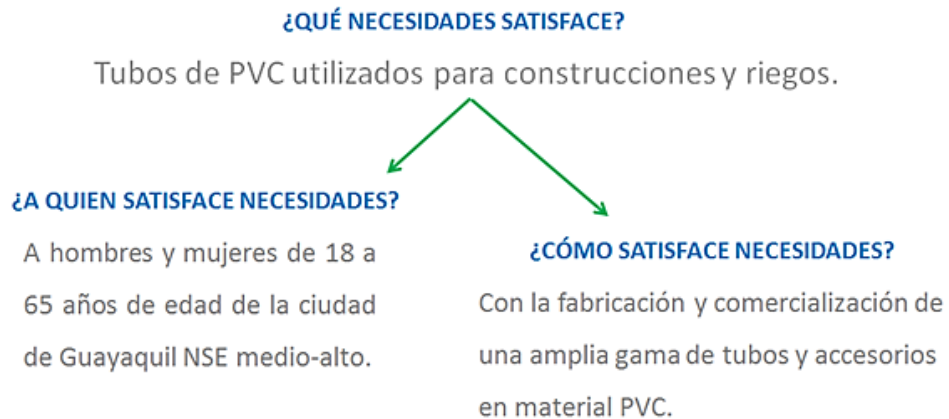 ¿QUÉ NECESIDADES SATISFACE?
Tubos de PVC utilizados para construcciones y riegos.
¿A QUIEN SATISFACE NECESIDADES?
A hombres y mujeres de 18 a
65 años de edad de la ciudad
de Guayaquil NSE medio-alto.
¿CÓMO SATISFACE NECESIDADES?
Con la fabricación y comercialización de
una amplia gama de tubos y accesorios
en material PVC.